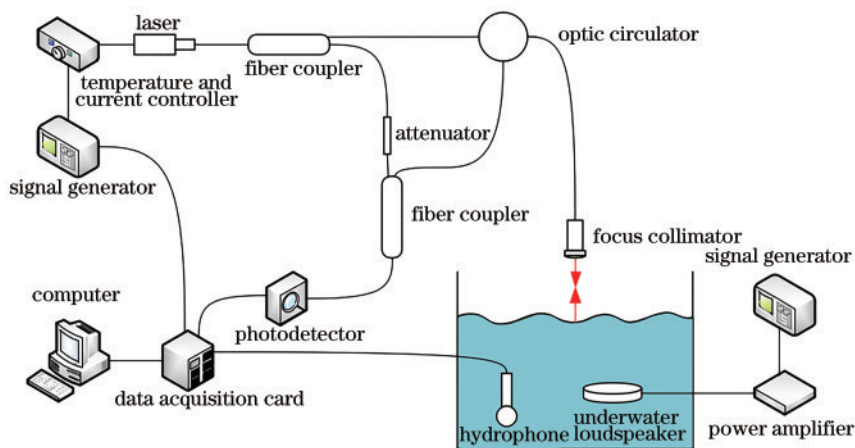 laser
optic circulator
fiber coupler
temperature and
current controller
attenuator
signal generator
fiber coupler
focus collimator
signal generator
computer
photodetector
data acquisition card
hydrophone
underwater
loudspeaker
power amplifier